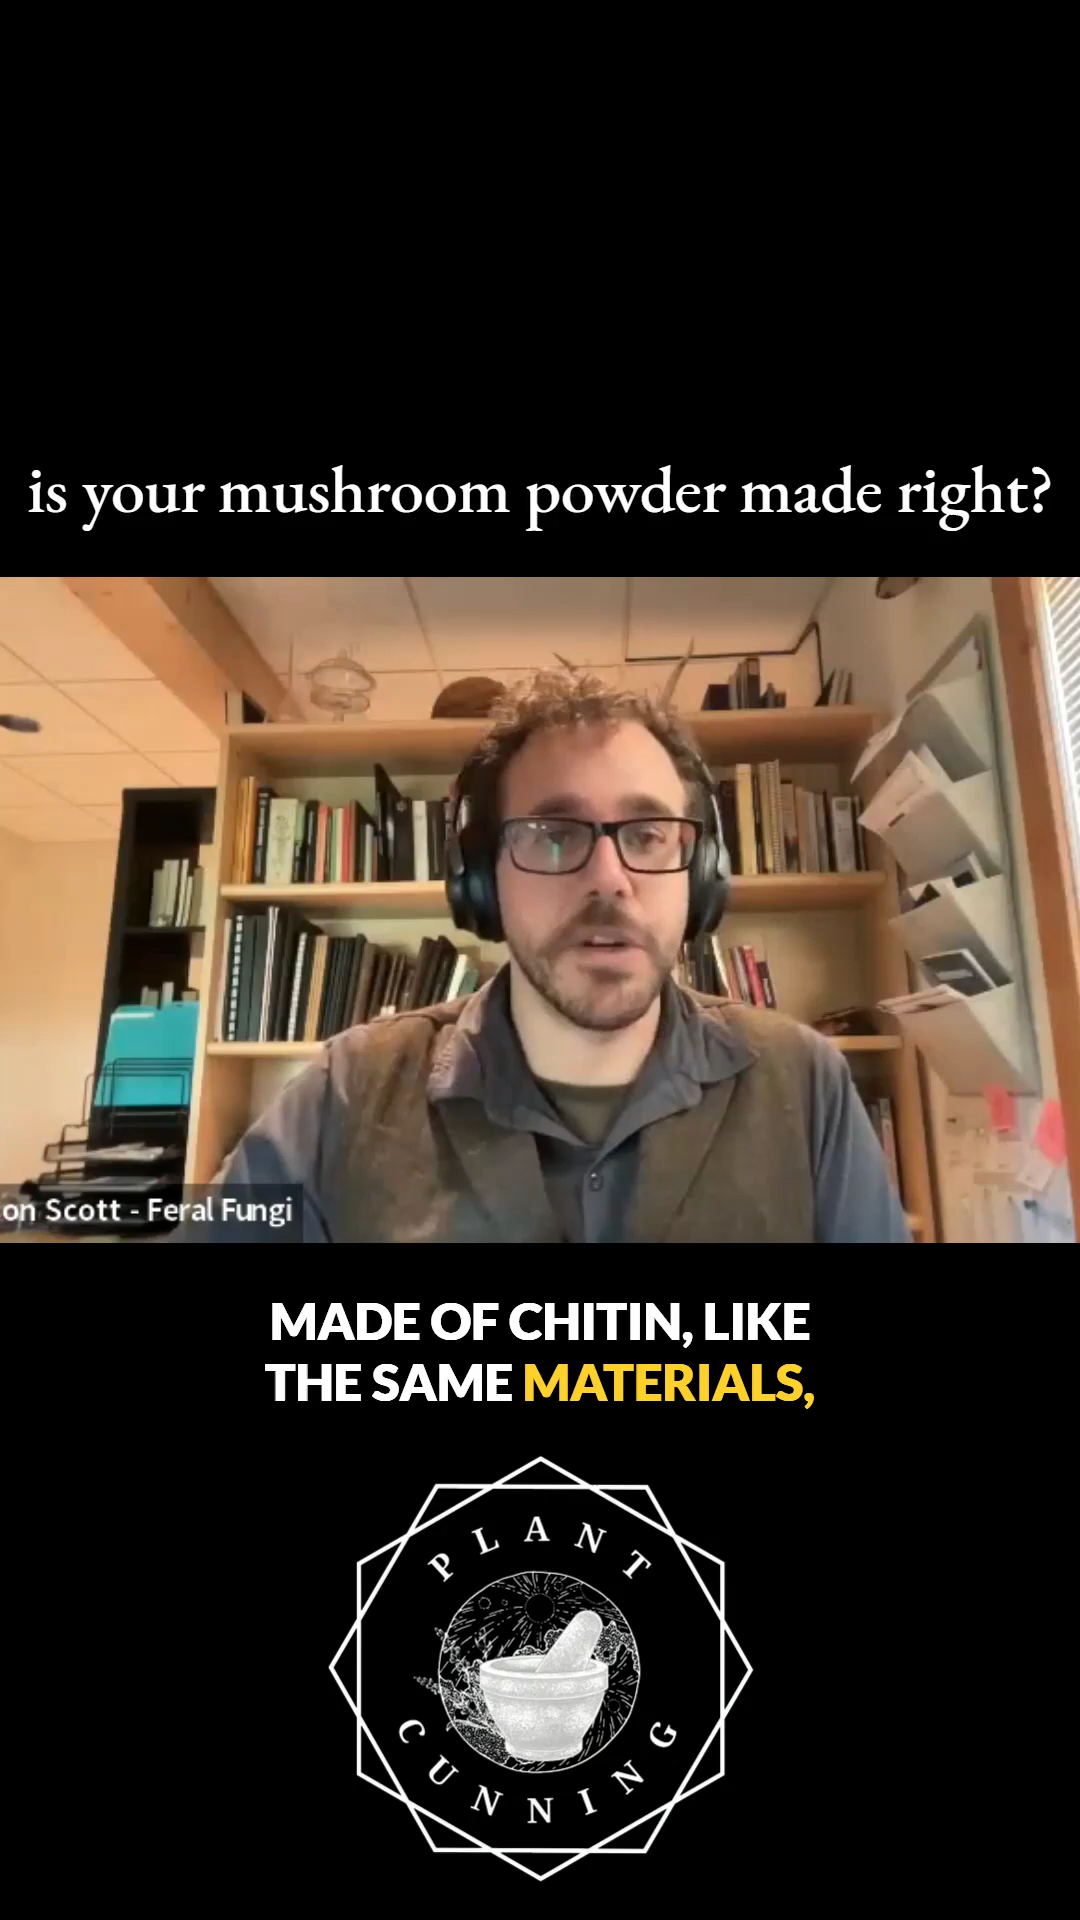 is your mushroom powder made right?
on Scott - Feral Fungi
MADE OF CHITIN, LIKE
THE SAME MATERIALS,
PLANT
CUNNING